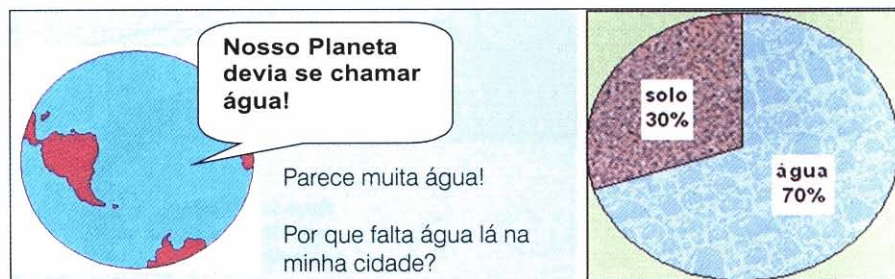 Nosso Planeta
devia se chamar
água!
Parece muita água!
Por que falta água lá na
minha cidade?
solo
30%
água
70%